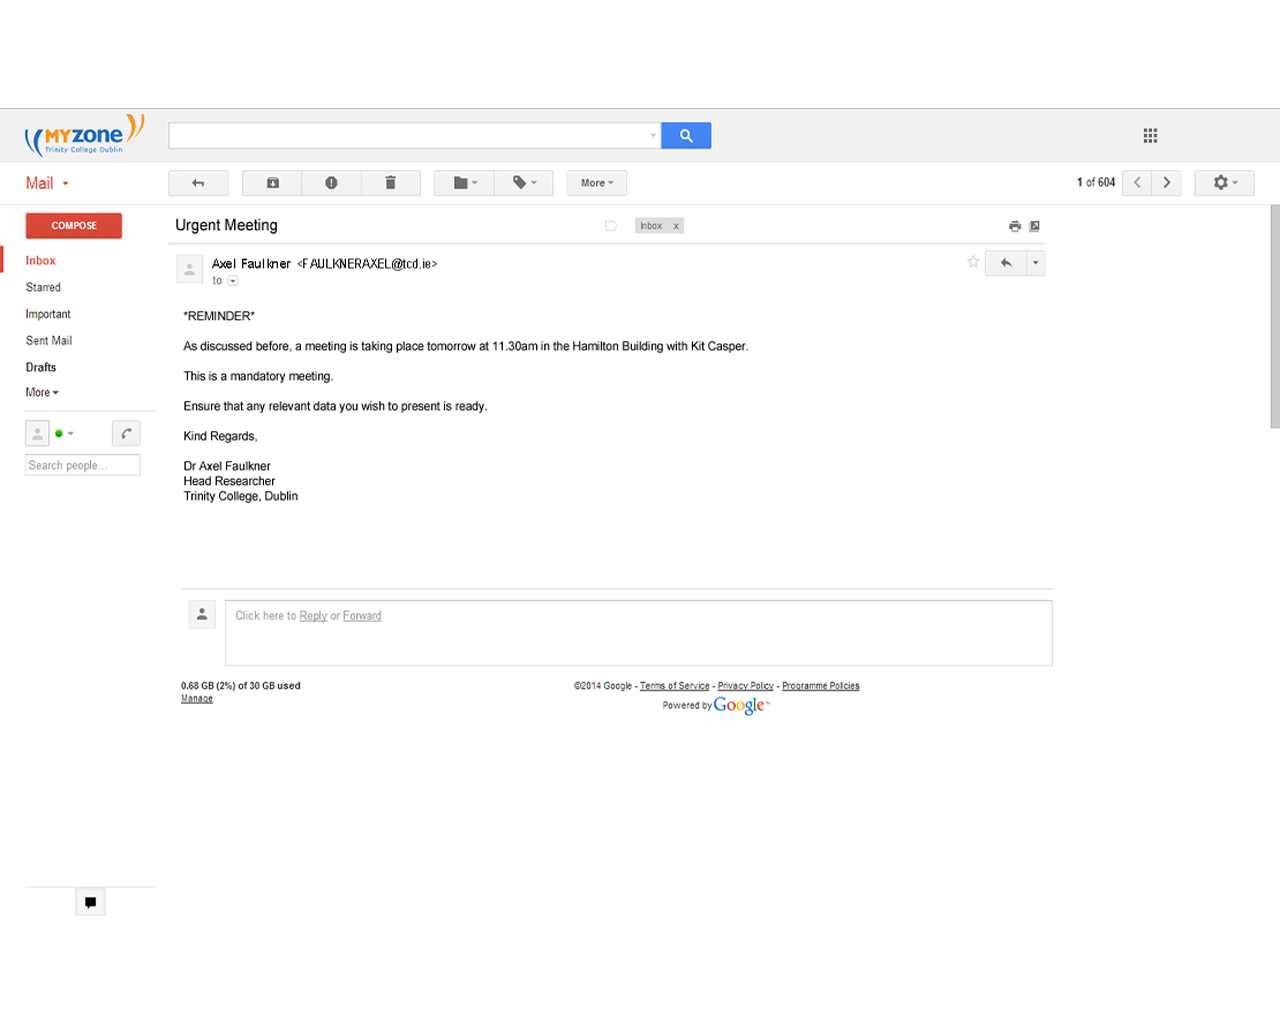 MYZONE
Trinity College Dublin
Mail
More
1 of 604
COMPOSE
Urgent Meeting
Inbox x
Inbox
Axel Faulkner <FAULKNERAXEL@tcd.ie>
to
Starred
Important
Sent Mail
Drafts
More
Search people...
*REMINDER*
As discussed before, a meeting is taking place tomorrow at 11.30am in the Hamilton Building with Kit Casper.
This is a mandatory meeting.
Ensure that any relevant data you wish to present is ready.
Kind Regards,
Dr Axel Faulkner
Head Researcher
Trinity College, Dublin
Click here to Reply or Forward
0.68 GB (2%) of 30 GB used
Manage
©2014 Google - Terms of Service - Privacy Policy - Programme Policies
Powered by Google™